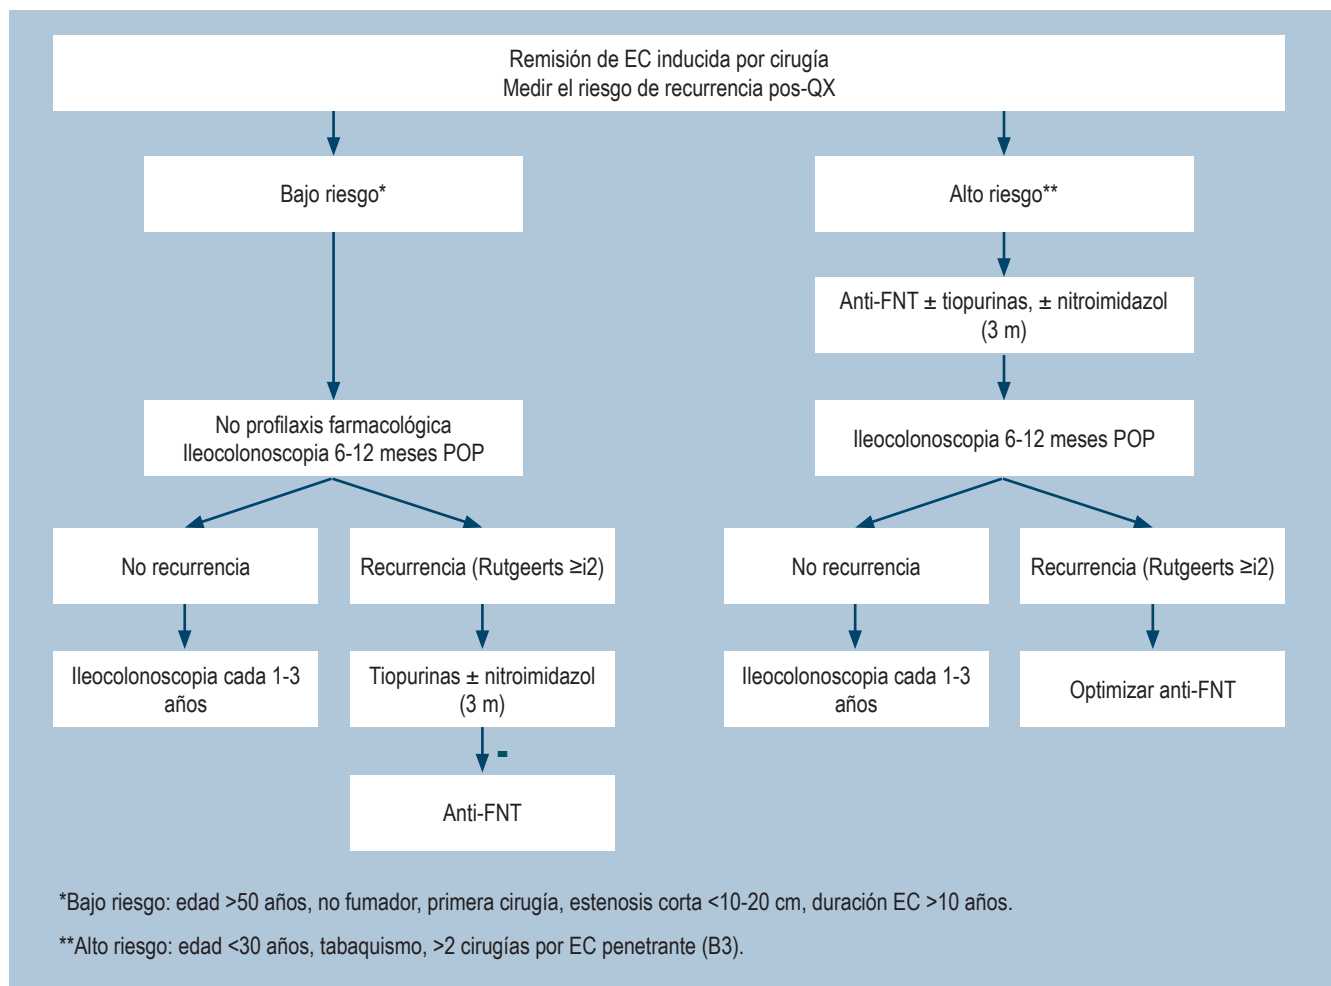 Remisión de EC inducida por cirugía
Medir el riesgo de recurrencia pos-QX
Bajo riesgo*
Alto riesgo**
Anti-FNT ± tiopurinas, ± nitroimidazol
(3 m)
No profilaxis farmacológica
Ileocolonoscopia 6-12 meses POP
Ileocolonoscopia 6-12 meses POP
No recurrencia
Recurrencia (Rutgeerts ≥i2)
No recurrencia
Recurrencia (Rutgeerts ≥i2)
Ileocolonoscopia cada 1-3
años
Tiopurinas ± nitroimidazol
(3 m)
Ileocolonoscopia cada 1-3
años
Optimizar anti-FNT
-
Anti-FNT
*Bajo riesgo: edad >50 años, no fumador, primera cirugía, estenosis corta <10-20 cm, duración EC >10 años.
**Alto riesgo: edad <30 años, tabaquismo, >2 cirugías por EC penetrante (B3).